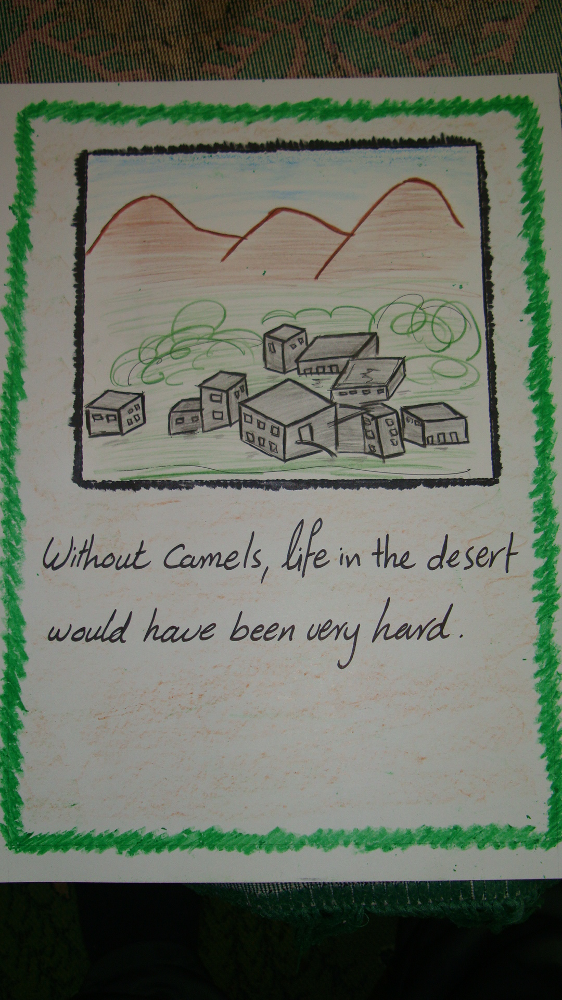 Without Camels, life in the desert
would have been very hard.